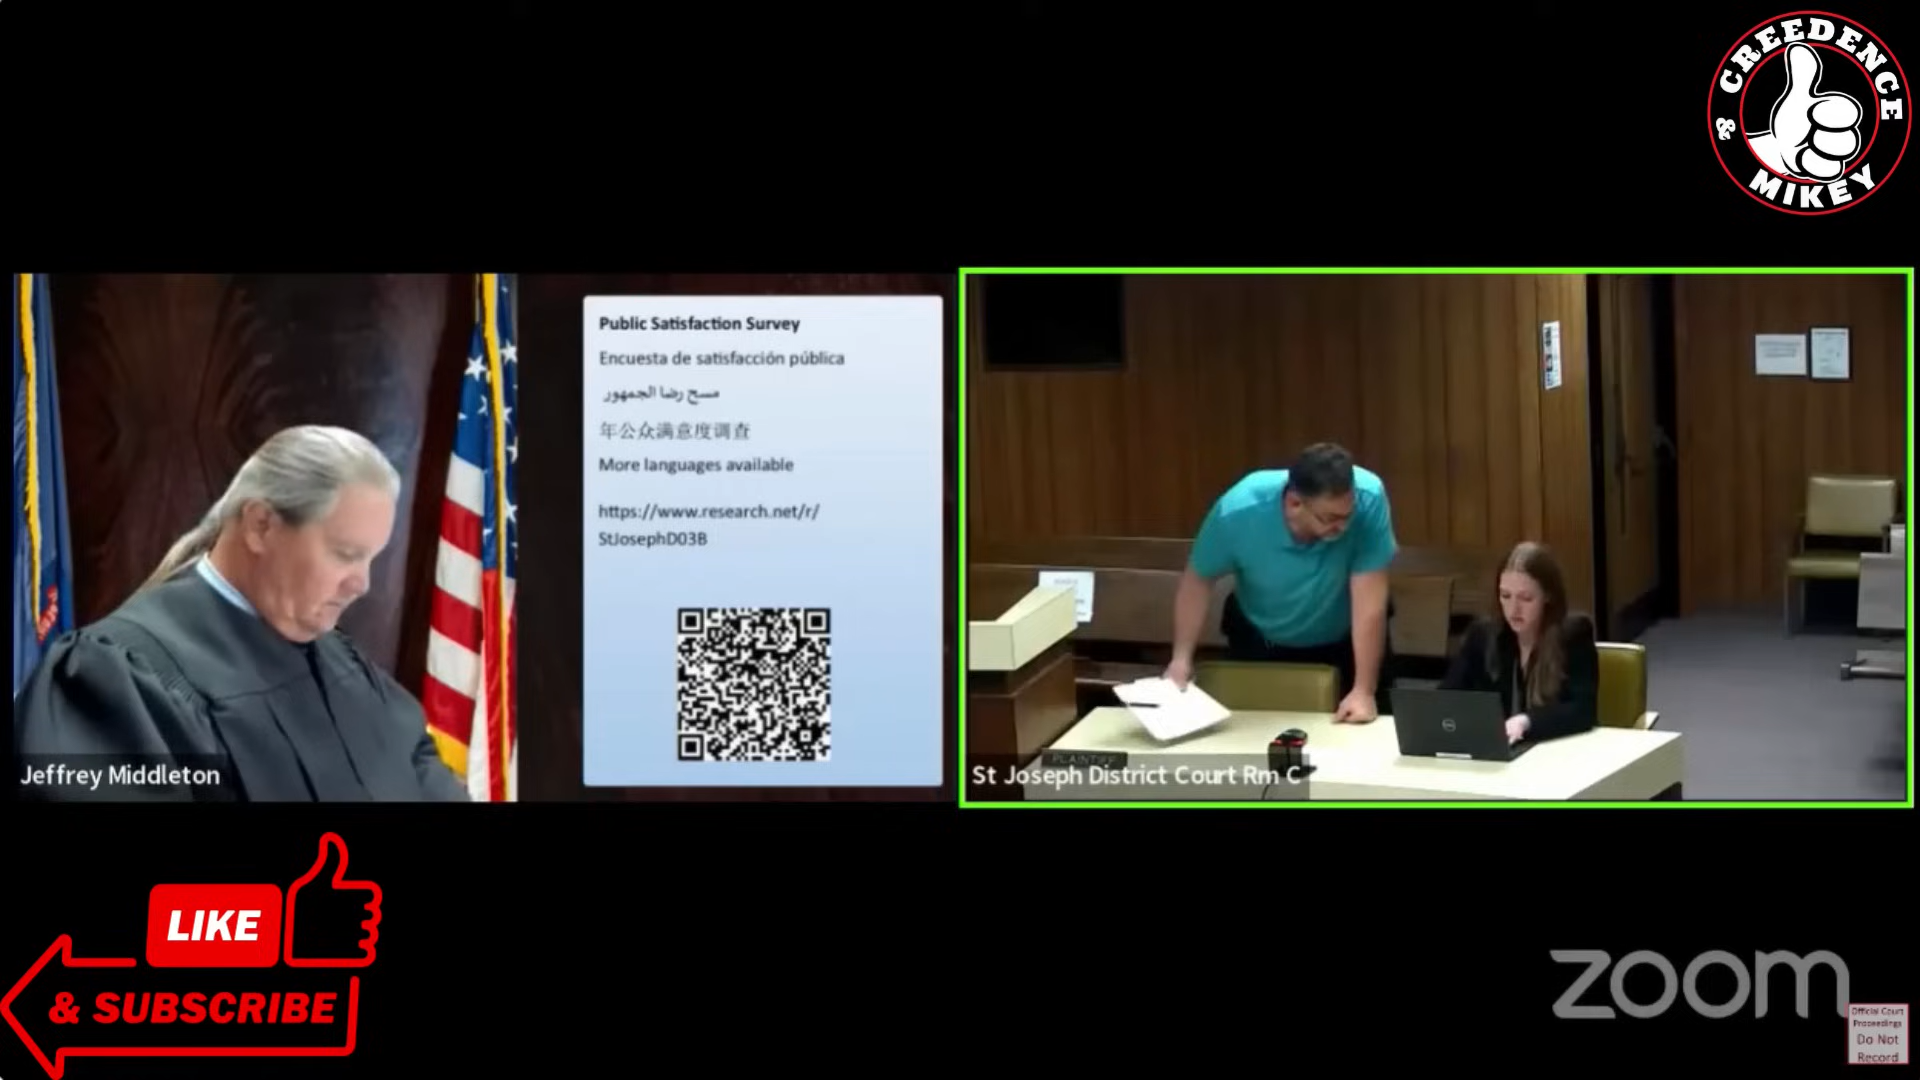 & CREEDENCE
MIKEY
Public Satisfaction Survey
Encuesta de satisfacción pública
مسح رضا الجمهور
年公众满意度调查
More languages available
https://www.research.net/r/
StJosephD03B
Jeffrey Middleton
PLAINTIFF
St Joseph District Court Rm C
LIKE
& SUBSCRIBE
zoom
Official Court
Proceedings
Do Not
Record